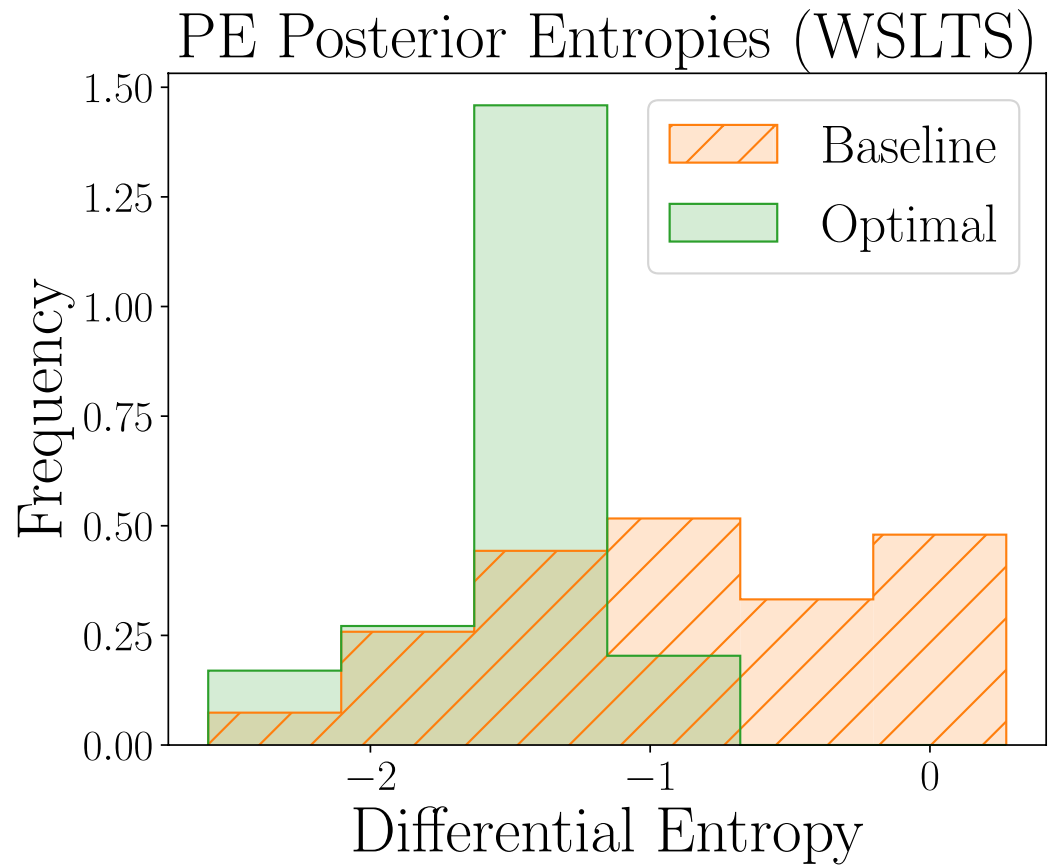 PE Posterior Entropies (WSLTS)
1.50
1.25
1.00
0.75
0.50
0.25
0.00
Frequency
Baseline
Optimal
−2
−1
0
Differential Entropy